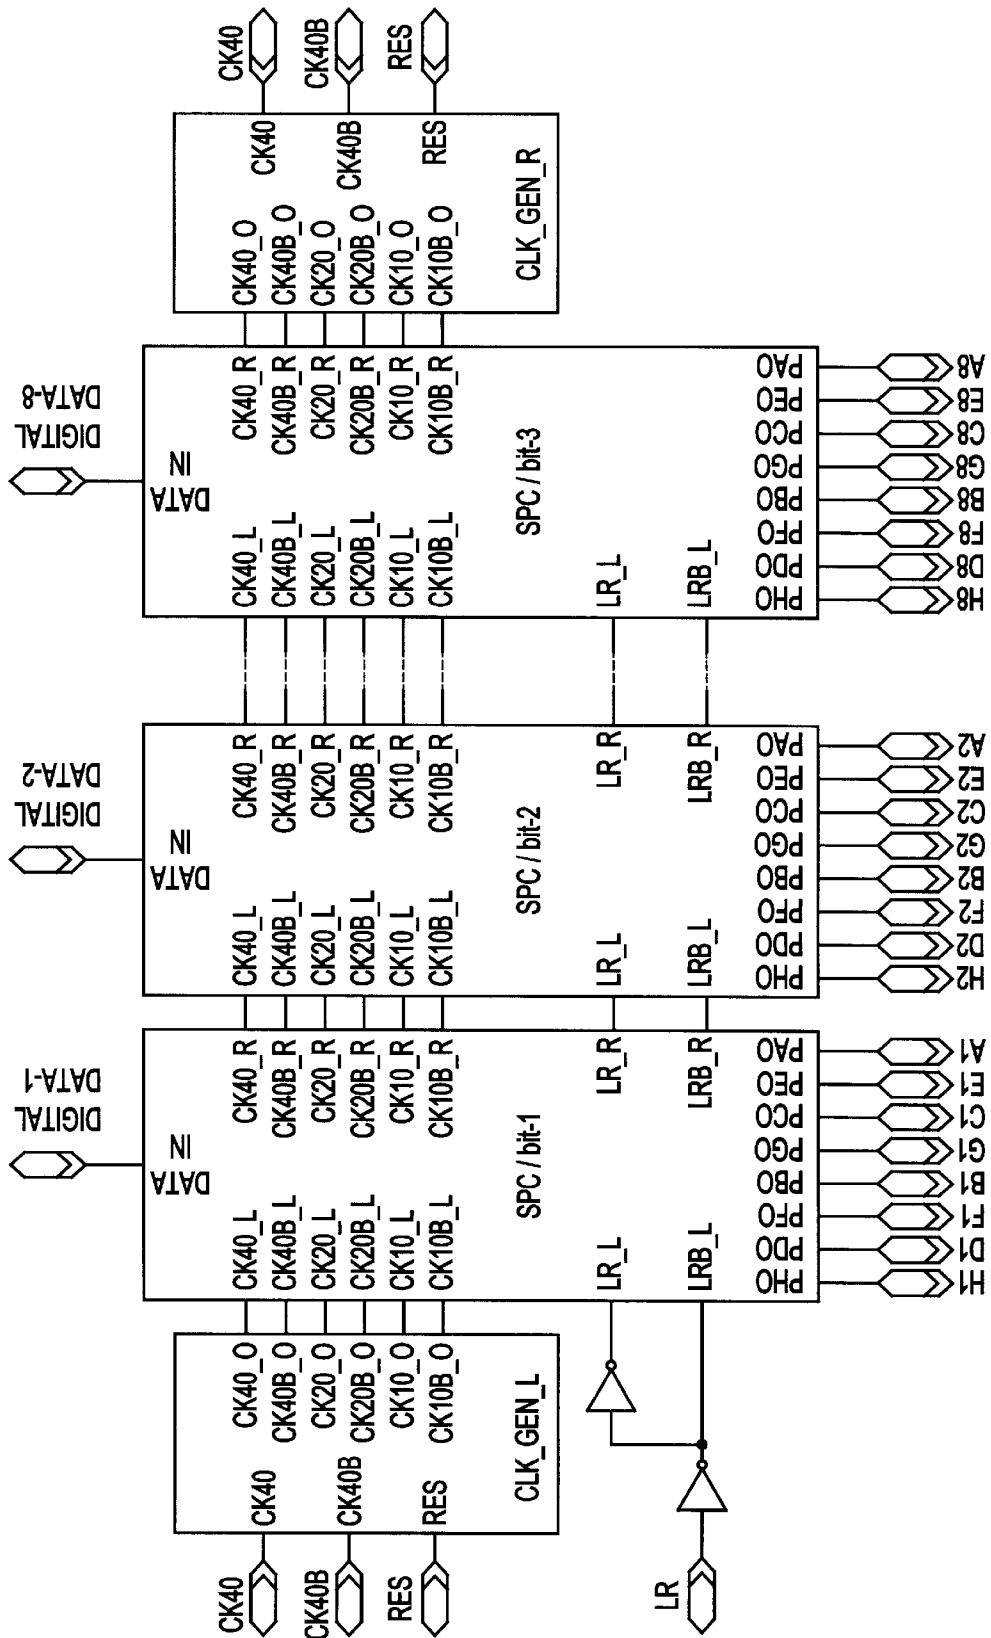 CK40
CK40B
RES
CK40
CK40B
RES
CK40_O
CK40B_O
CK20_O
CK20B_O
CK10_O
CK10B_O
CLK_GEN_R
DIGITAL
DATA-8
DATA
IN
CK40_R
CK40B_R
CK20_R
CK20B_R
CK10_R
CK10B_R
CK40_L
CK40B_L
CK20_L
CK20B_L
CK10_L
CK10B_L
SPC / bit-3
LR_L
LRB_L
PAO
PEO
PCO
PGO
PBO
PFO
PDO
PHO
A8
E8
C8
G8
B8
F8
D8
H8
DIGITAL
DATA-2
DATA
IN
CK40_R
CK40B_R
CK20_R
CK20B_R
CK10_R
CK10B_R
CK40_L
CK40B_L
CK20_L
CK20B_L
CK10_L
CK10B_L
SPC / bit-2
LR_R
LRB_R
LR_L
LRB_L
PAO
PEO
PCO
PGO
PBO
PFO
PDO
PHO
A2
E2
C2
G2
B2
F2
D2
H2
DIGITAL
DATA-1
DATA
IN
CK40_R
CK40B_R
CK20_R
CK20B_R
CK10_R
CK10B_R
CK40_L
CK40B_L
CK20_L
CK20B_L
CK10_L
CK10B_L
SPC / bit-1
LR_R
LRB_R
LR_L
LRB_L
PAO
PEO
PCO
PGO
PBO
PFO
PDO
PHO
A1
E1
C1
G1
B1
F1
D1
H1
CK40_O
CK40B_O
CK20_O
CK20B_O
CK10_O
CK10B_O
CK40
CK40B
RES
CLK_GEN_L
CK40
CK40B
RES
LR